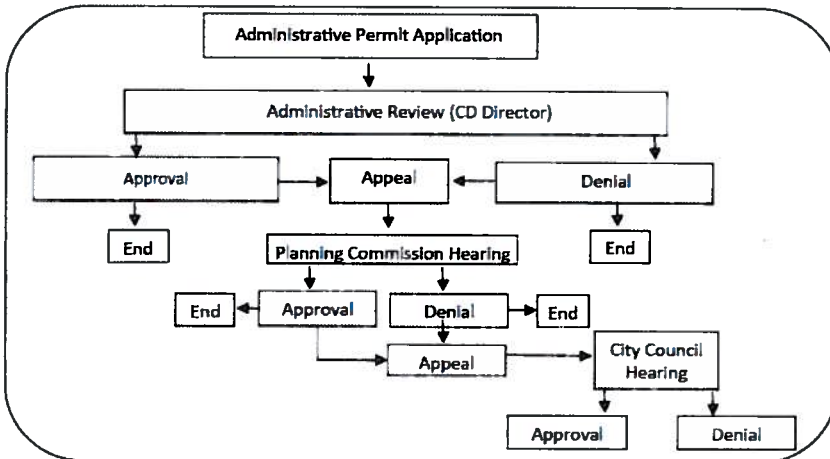 Administrative Permit Application
Administrative Review (CD Director)
Approval
Appeal
Denial
End
Planning Commission Hearing
End
End
Approval
Denial
End
Appeal
City Council
Hearing
Approval
Denial